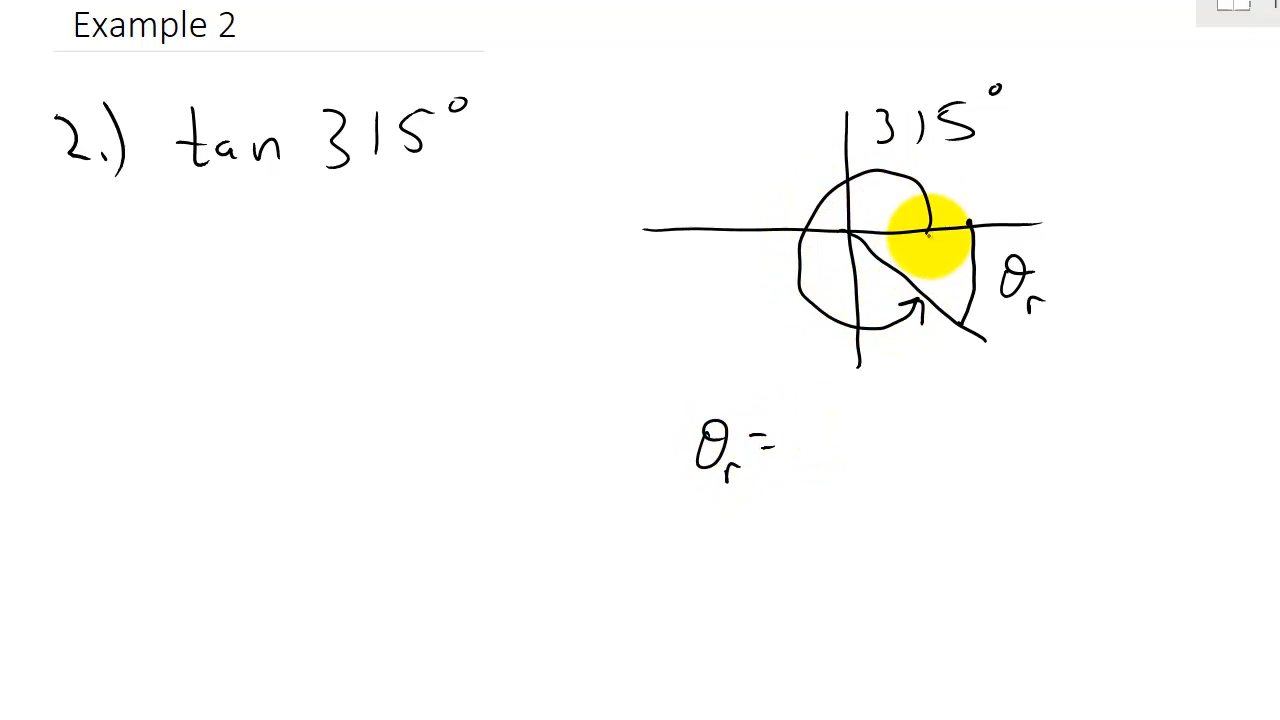 Example 2
2.) tan 315°
315°
θr
θr =